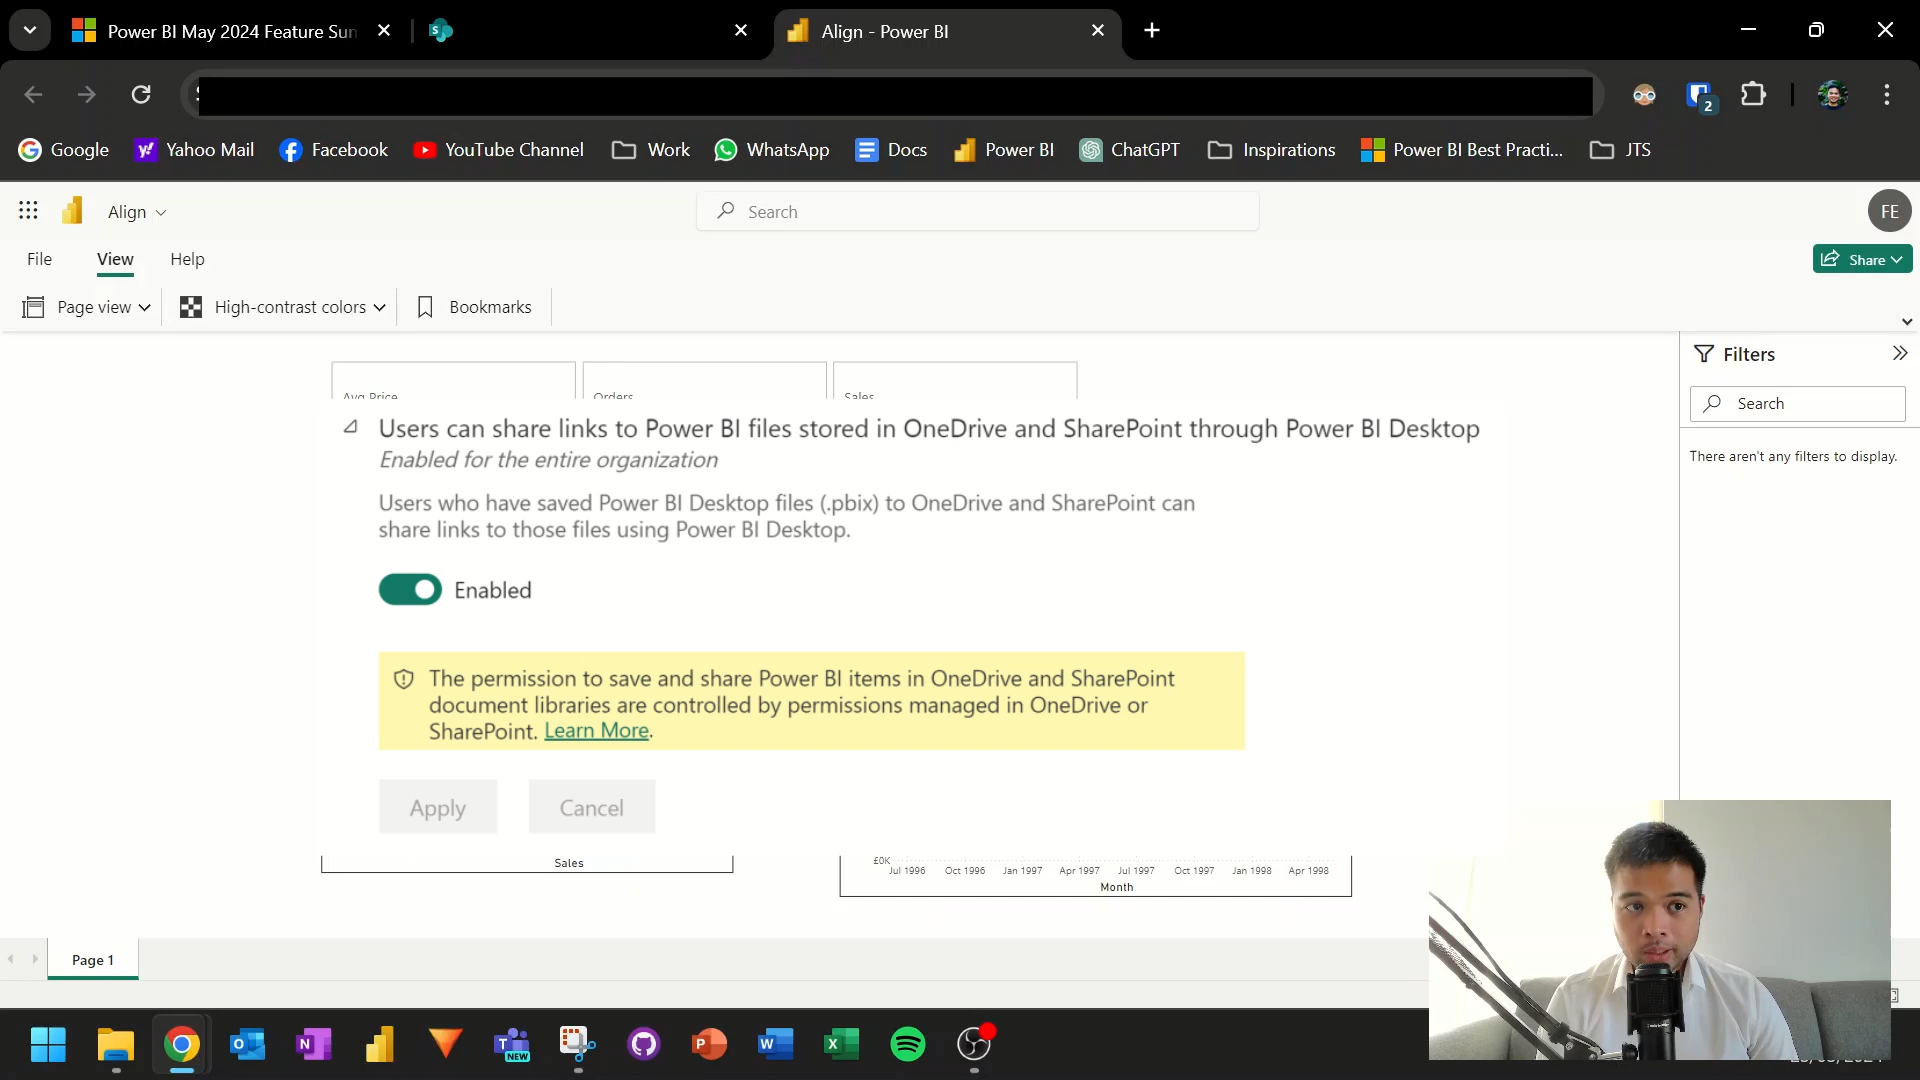 Power BI May 2024 Feature Sun
Align - Power BI
2
Google
Yahoo Mail
Facebook
YouTube Channel
Work
WhatsApp
Docs
Power BI
ChatGPT
Inspirations
Power BI Best Practi...
JTS
Align
Search
FE
File
View
Help
Share
Page view
High-contrast colors
Bookmarks
Filters
Search
There aren't any filters to display.
Avg Price
Orders
Sales
Users can share links to Power BI files stored in OneDrive and SharePoint through Power BI Desktop
Enabled for the entire organization
Users who have saved Power BI Desktop files (.pbix) to OneDrive and SharePoint can
share links to those files using Power BI Desktop.
Enabled
The permission to save and share Power BI items in OneDrive and SharePoint
document libraries are controlled by permissions managed in OneDrive or
SharePoint. Learn More.
Apply
Cancel
Sales
£0K
Jul 1996 Oct 1996 Jan 1997 Apr 1997 Jul 1997 Oct 1997 Jan 1998 Apr 1998
Month
Page 1
NEW